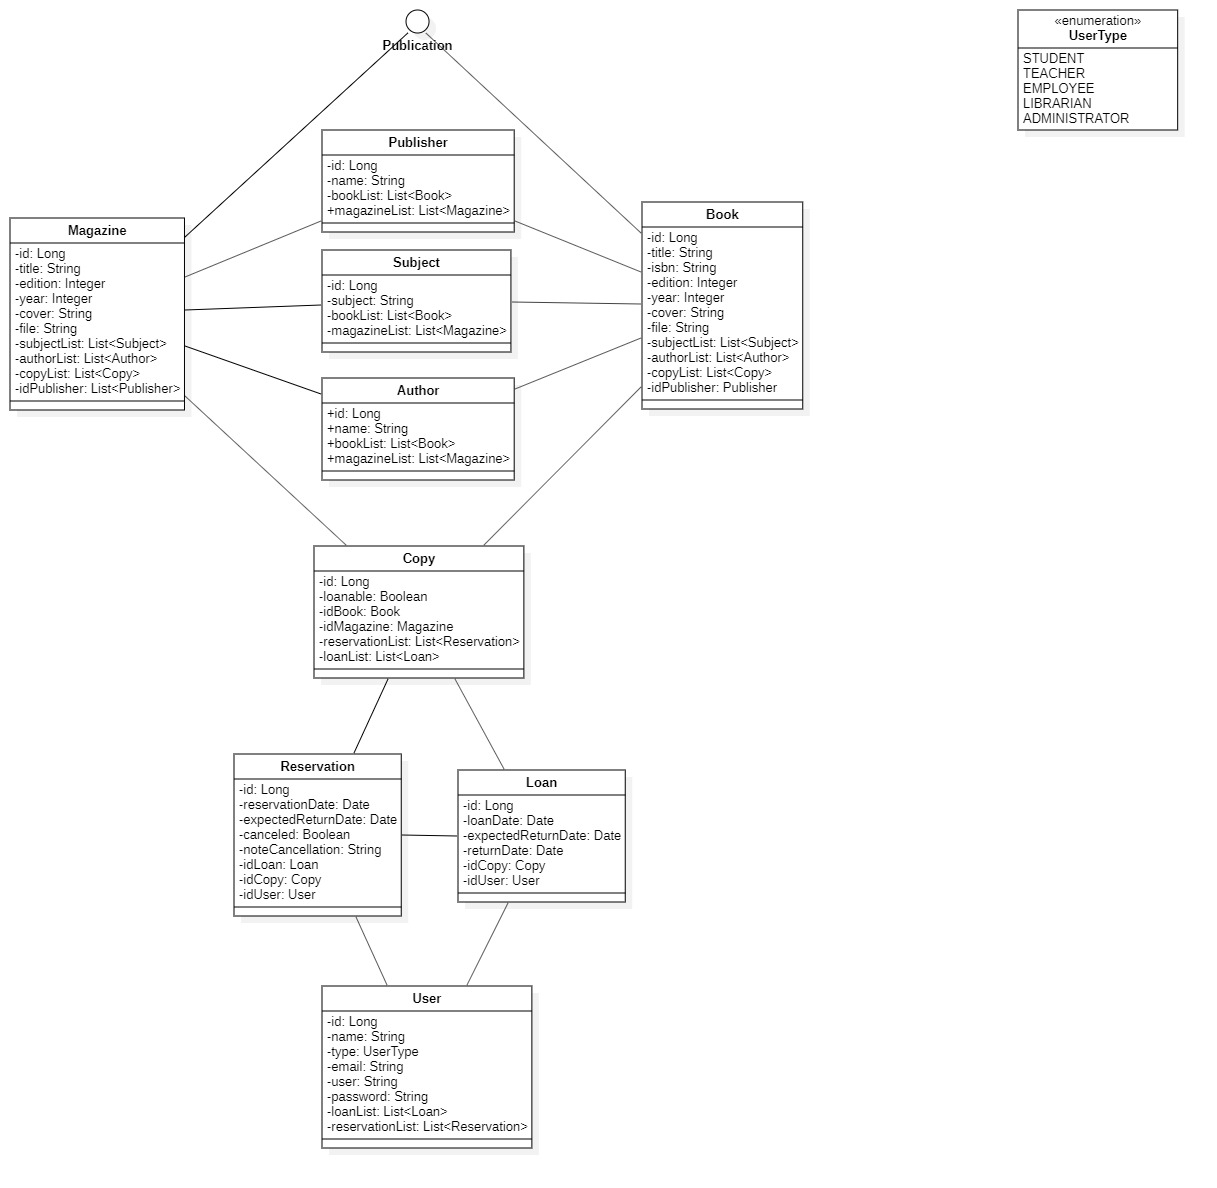 Publication
«enumeration»
UserType
STUDENT
TEACHER
EMPLOYEE
LIBRARIAN
ADMINISTRATOR
Publisher
-id: Long
-name: String
-bookList: List<Book>
+magazineList: List<Magazine>
Magazine
-id: Long
-title: String
-edition: Integer
-year: Integer
-cover: String
-file: String
-subjectList: List<Subject>
-authorList: List<Author>
-copyList: List<Copy>
-idPublisher: List<Publisher>
Subject
-id: Long
-subject: String
-bookList: List<Book>
-magazineList: List<Magazine>
Book
-id: Long
-title: String
-isbn: String
-edition: Integer
-year: Integer
-cover: String
-file: String
-subjectList: List<Subject>
-authorList: List<Author>
-copyList: List<Copy>
-idPublisher: Publisher
Author
+id: Long
+name: String
+bookList: List<Book>
+magazineList: List<Magazine>
Copy
-id: Long
-loanable: Boolean
-idBook: Book
-idMagazine: Magazine
-reservationList: List<Reservation>
-loanList: List<Loan>
Reservation
-id: Long
-reservationDate: Date
-expectedReturnDate: Date
-canceled: Boolean
-noteCancellation: String
-idLoan: Loan
-idCopy: Copy
-idUser: User
Loan
-id: Long
-loanDate: Date
-expectedReturnDate: Date
-returnDate: Date
-idCopy: Copy
-idUser: User
User
-id: Long
-name: String
-type: UserType
-email: String
-user: String
-password: String
-loanList: List<Loan>
-reservationList: List<Reservation>